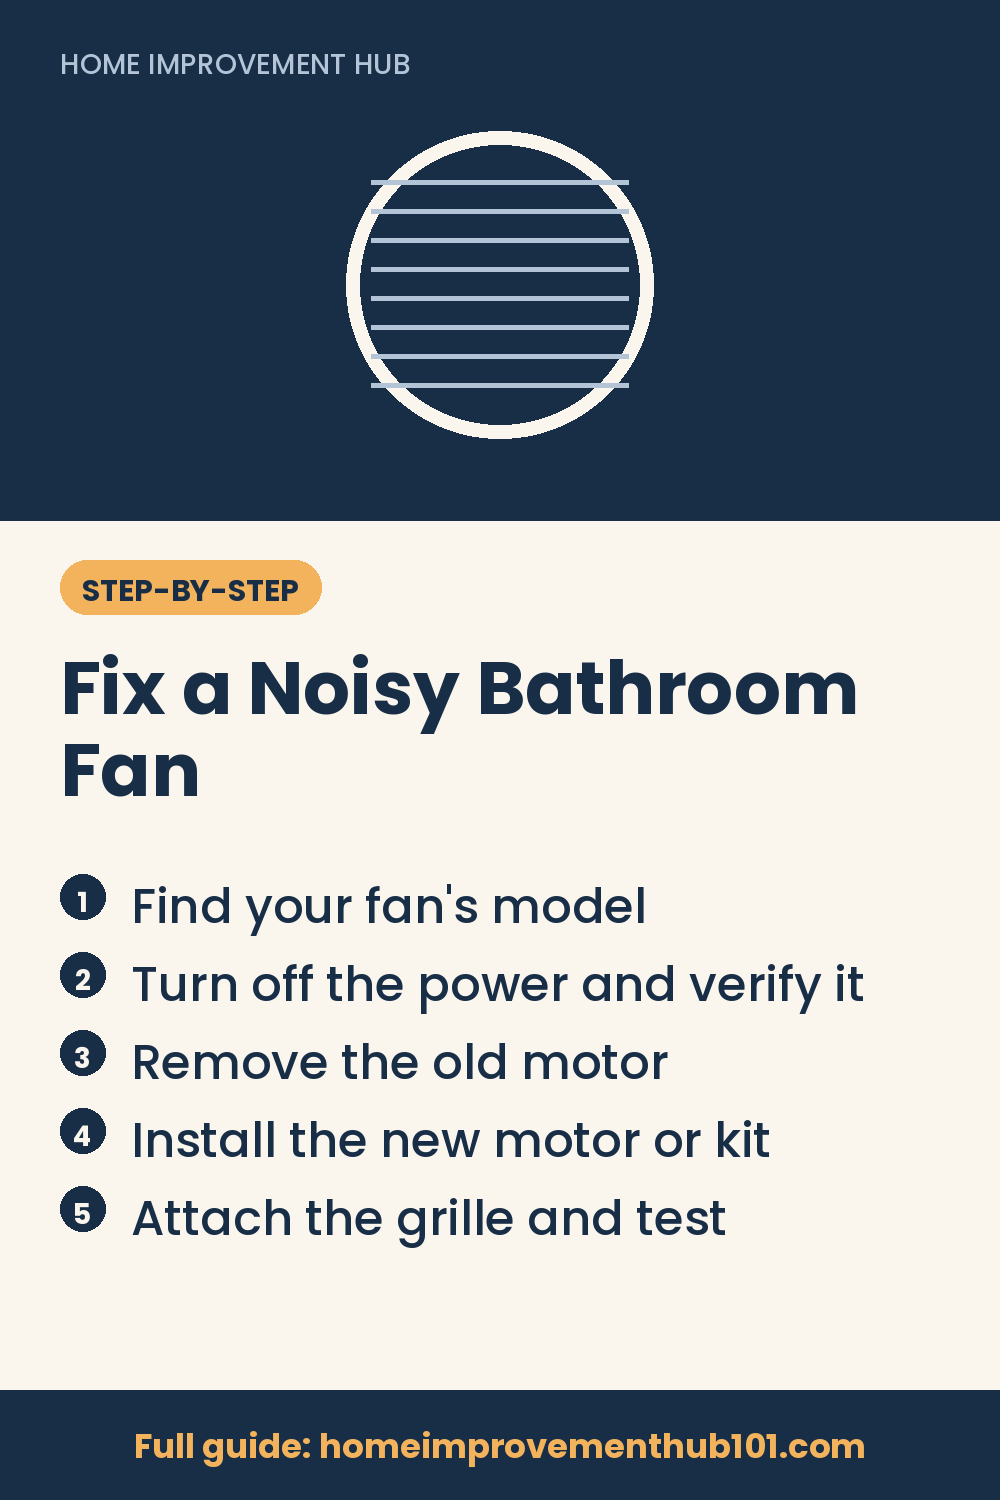 HOME IMPROVEMENT HUB
STEP-BY-STEP
Fix a Noisy Bathroom
Fan
1 Find your fan's model
2 Turn off the power and verify it
3 Remove the old motor
4 Install the new motor or kit
5 Attach the grille and test
Full guide: homeimprovementhub101.com